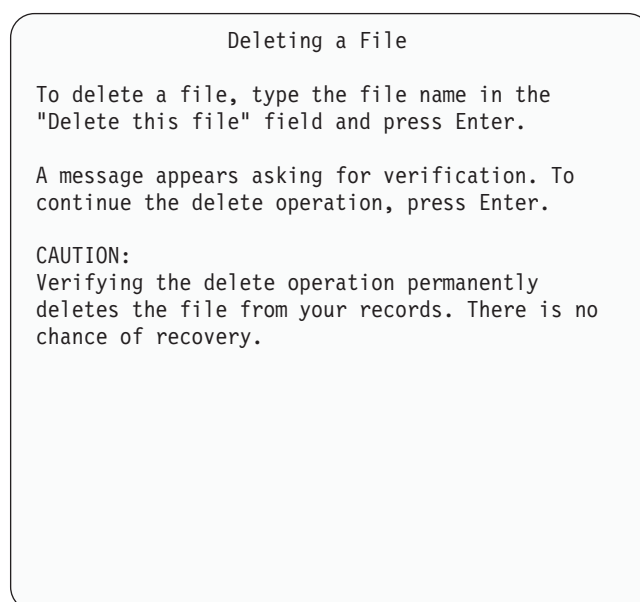 Deleting a File
To delete a file, type the file name in the
"Delete this file" field and press Enter.
A message appears asking for verification. To
continue the delete operation, press Enter.
CAUTION:
Verifying the delete operation permanently
deletes the file from your records. There is no
chance of recovery.